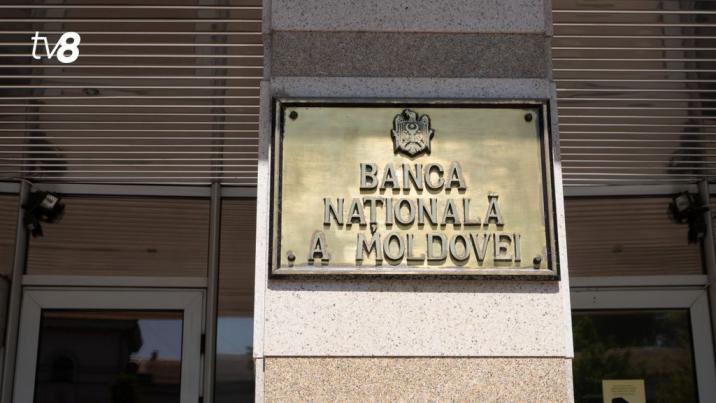 tv8
BANCA
NAȚIONALĂ
A MOLDOVEI